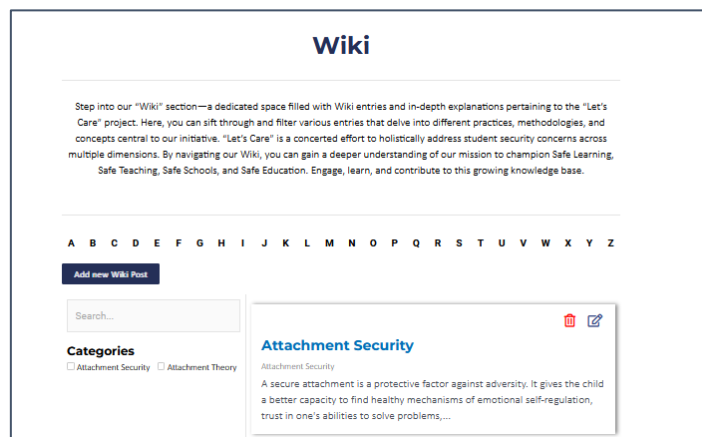 Wiki
Step into our “Wiki” section—a dedicated space filled with Wiki entries and in-depth explanations pertaining to the “Let's
Care” project. Here, you can sift through and filter various entries that delve into different practices, methodologies, and
concepts central to our initiative. “Let's Care” is a concerted effort to holistically address student security concerns across
multiple dimensions. By navigating our Wiki, you can gain a deeper understanding of our mission to champion Safe Learning,
Safe Teaching, Safe Schools, and Safe Education. Engage, learn, and contribute to this growing knowledge base.
A B C D E F G H I J K L M N O P Q R S T U V W X Y Z
Add new Wiki Post
Search...
Categories
Attachment Security Attachment Theory
Attachment Security
Attachment Security
A secure attachment is a protective factor against adversity. It gives the child
a better capacity to find healthy mechanisms of emotional self-regulation,
trust in one's abilities to solve problems,...